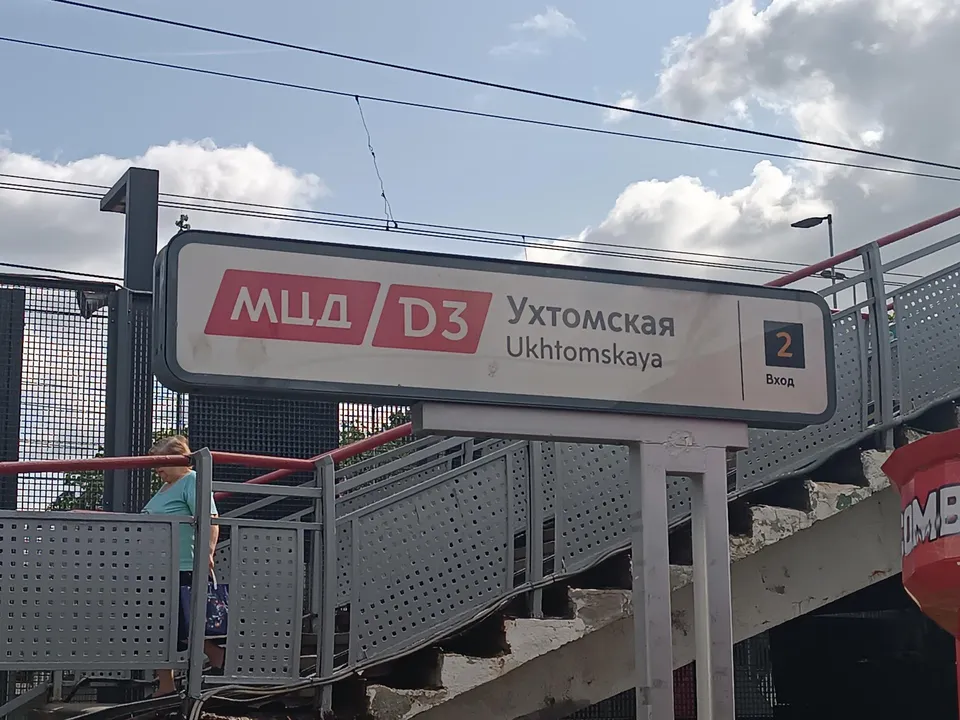 МЦД D3
Ухтомская
Ukhtomskaya
2
Вход